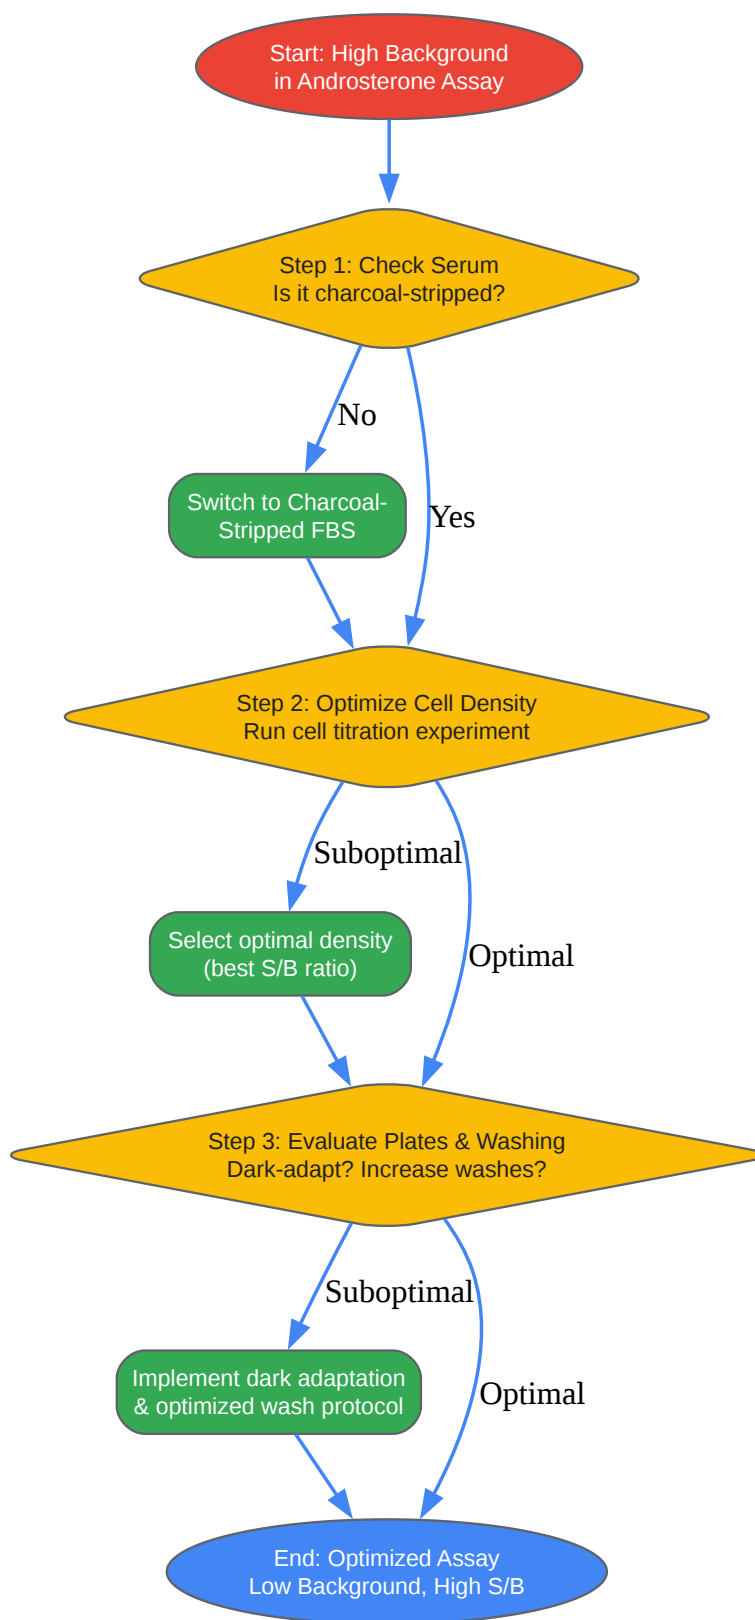 Start: High Background
in Androsterone Assay
Step 1: Check Serum
Is it charcoal-stripped?
No
Switch to Charcoal-
Stripped FBS
Yes
Step 2: Optimize Cell Density
Run cell titration experiment
Suboptimal
Select optimal density
(best S/B ratio)
Optimal
Step 3: Evaluate Plates & Washing
Dark-adapt? Increase washes?
Suboptimal
Implement dark adaptation
& optimized wash protocol
Optimal
End: Optimized Assay
Low Background, High S/B